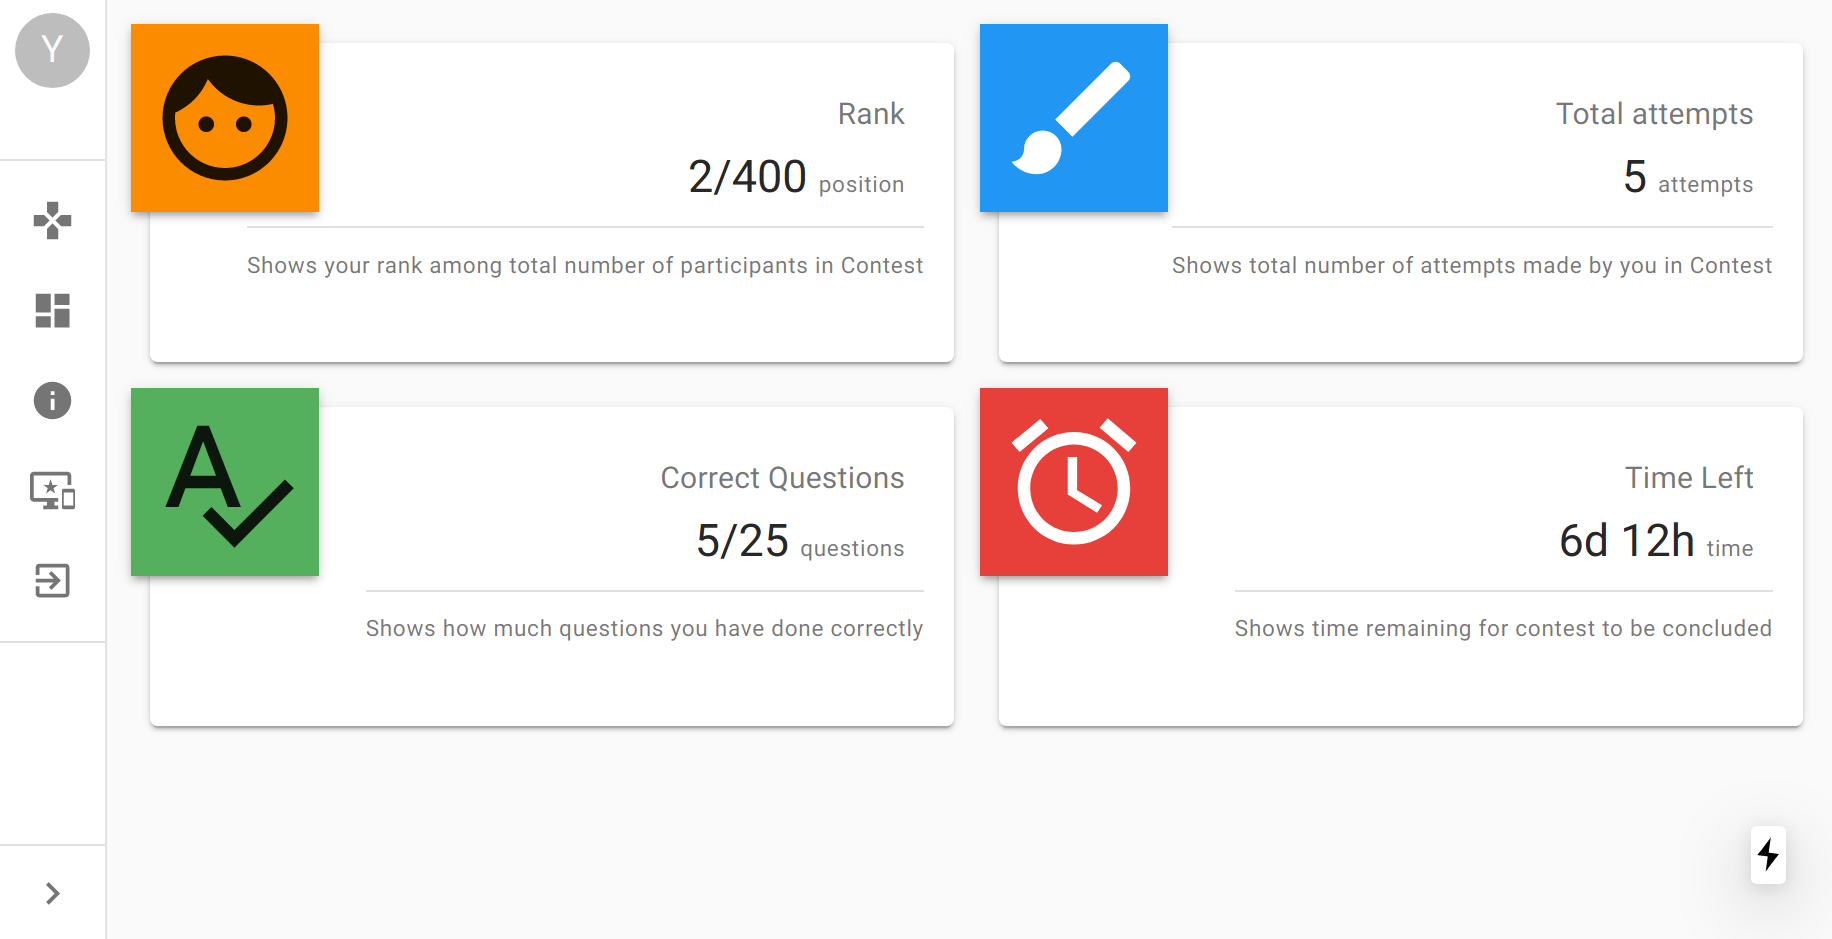 Y
Rank
2/400 position
Shows your rank among total number of participants in Contest
Total attempts
5 attempts
Shows total number of attempts made by you in Contest
Correct Questions
5/25 questions
Shows how much questions you have done correctly
Time Left
6d 12h time
Shows time remaining for contest to be concluded